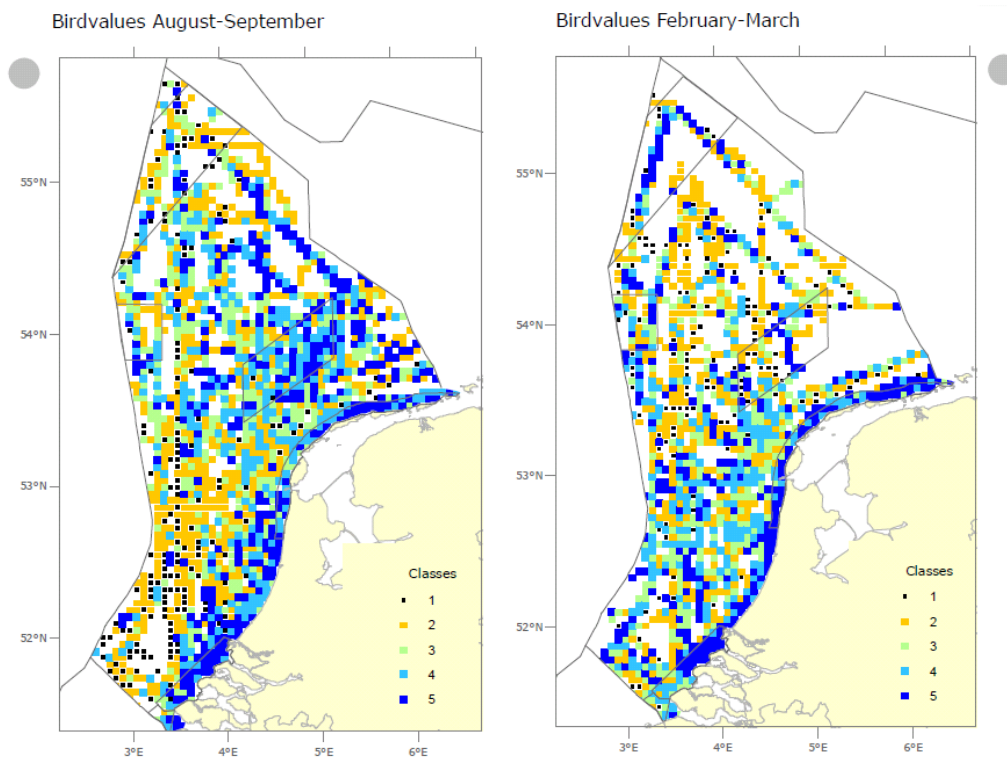 Birdvalues August-September
55°N
54°N
53°N
52°N
3°E 4°E 5°E 6°E
Classes
1
2
3
4
5
Birdvalues February-March
55°N
54°N
53°N
52°N
3°E 4°E 5°E 6°E
Classes
1
2
3
4
5